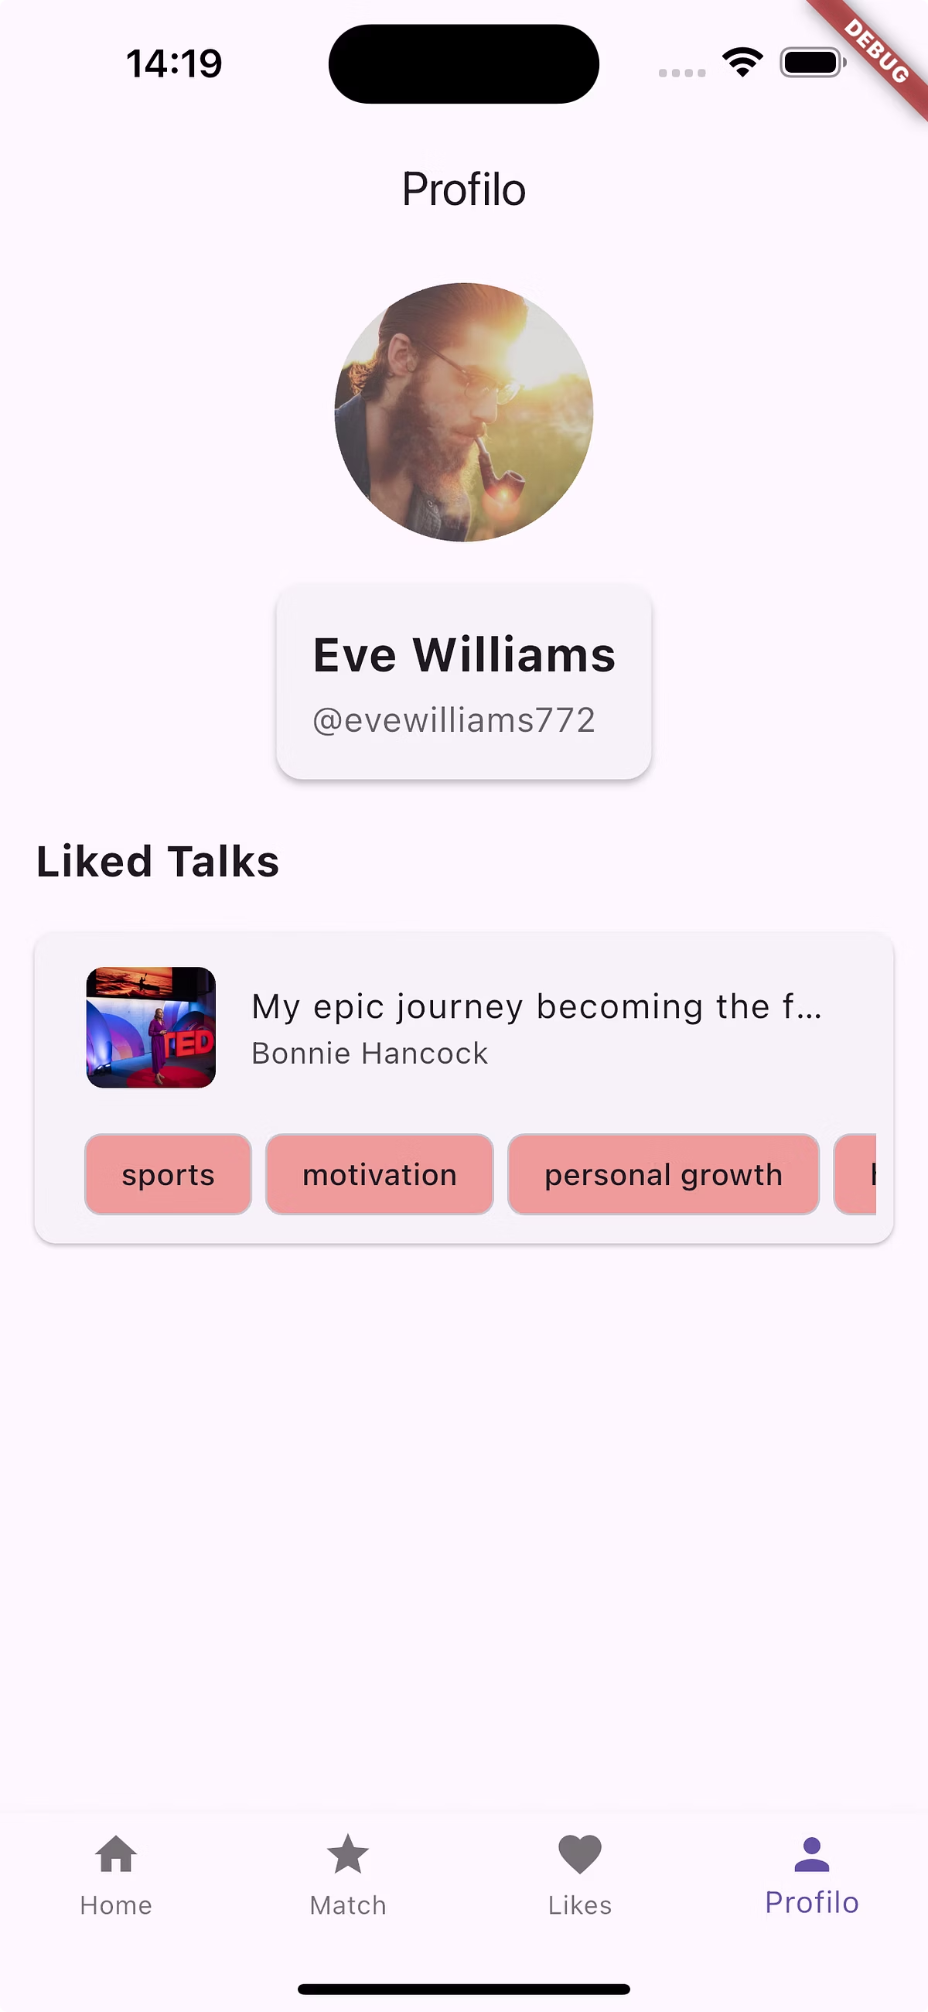 14:19
DEBUG
Profilo
Eve Williams
@evewilliams772
Liked Talks
TED
My epic journey becoming the f...
Bonnie Hancock
sports motivation personal growth
Home Match Likes Profilo